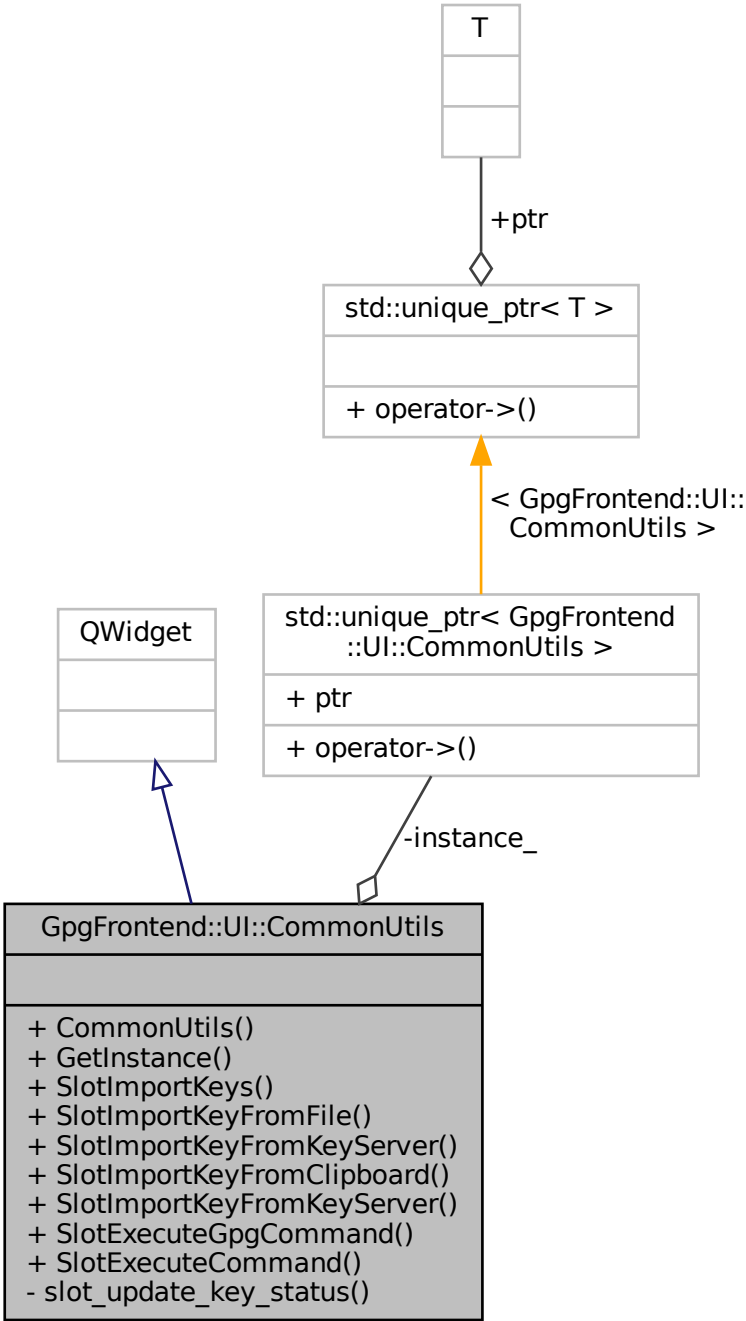 T
+ptr
std::unique_ptr< T >
+ operator->()
< GpgFrontend::UI::
CommonUtils >
QWidget
std::unique_ptr< GpgFrontend
::UI::CommonUtils >
+ ptr
+ operator->()
-instance_
GpgFrontend::UI::CommonUtils
+ CommonUtils()
+ GetInstance()
+ SlotImportKeys()
+ SlotImportKeyFromFile()
+ SlotImportKeyFromKeyServer()
+ SlotImportKeyFromClipboard()
+ SlotImportKeyFromKeyServer()
+ SlotExecuteGpgCommand()
+ SlotExecuteCommand()
- slot_update_key_status()